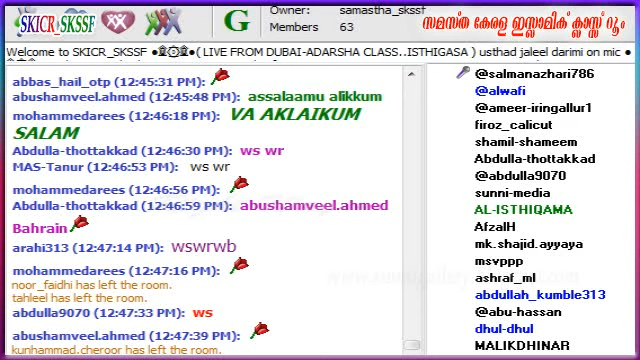 SKICR SKSSF
G
Owner: samastha_skssf
Members 63
സമസ്ത കേരള ഇസ്ലാമിക് ക്ലാസ്സ് റൂം
Welcome to SKICR_SKSSF ●۩۞۩●( LIVE FROM DUBAI-ADARSHA CLASS..ISTHIGASA ) usthad jaleel darimi on mic ●
abbas_hail_otp (12:45:31 PM):
abushamveel.ahmed (12:45:48 PM): assalaamu alikkum
mohammedarees (12:46:18 PM): VA AKLAIKUM
SALAM
Abdulla-thottakkad (12:46:30 PM): ws wr
MAS-Tanur (12:46:53 PM): ws wr
mohammedarees (12:46:56 PM):
Abdulla-thottakkad (12:46:59 PM): abushamveel.ahmed
Bahrain
arahi313 (12:47:14 PM): wswrwb
mohammedarees (12:47:16 PM):
noor_faidhi has left the room.
tahleel has left the room.
abdulla9070 (12:47:33 PM): ws
abushamveel.ahmed (12:47:39 PM):
kunhammad.cheroor has left the room.
@salmanazhari786
@alwafi
@ameer-iringallur1
firoz_calicut
shamil-shameem
Abdulla-thottakkad
@abdulla9070
sunni-media
AL-ISTHIQAMA
AfzalH
mk.shajid.ayyaya
msvppp
ashraf_ml
abdullah_kumble313
@abu-hassan
dhul-dhul
MALIKDHINAR